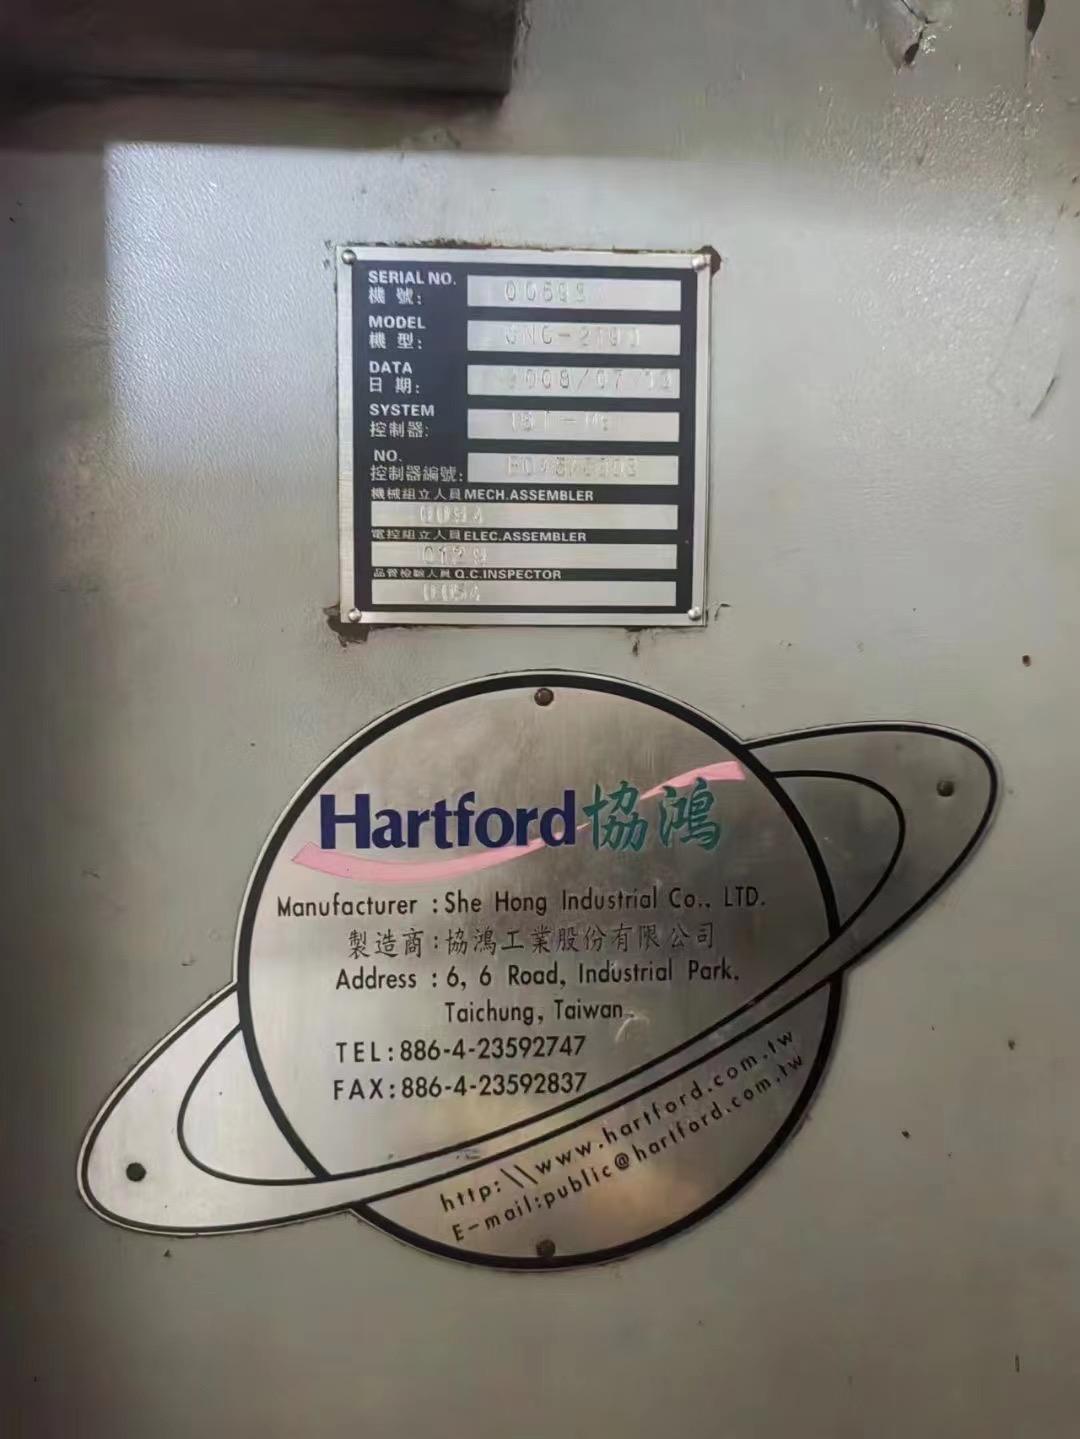 SERIAL NO.
機 號:
MODEL
機 型:
DATA
日 期:
SYSTEM
控制器:
NO.
控制器編號:
機械組立人員 MECH.ASSEMBLER
0094
電控組立人員 ELEC.ASSEMBLER
0129
品管檢驗人員 Q.C.INSPECTOR
Hartford 協鴻
Manufacturer : She Hong Industrial Co., LTD.
製造商:協鴻工業股份有限公司
Address : 6, 6 Road, Industrial Park.
Taichung, Taiwan
TEL:886-4-23592747
FAX:886-4-23592837
http:\\www.hartford.com.tw
E-mail:public@hartford.com.tw